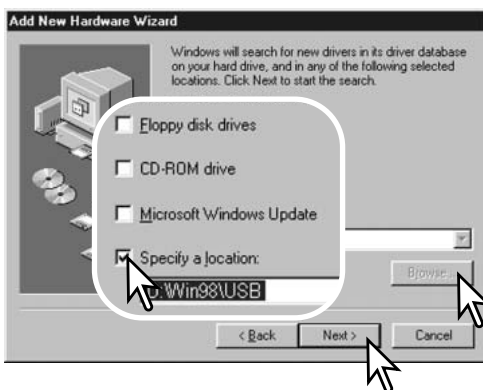 Add New Hardware Wizard
Windows will search for new drivers in its driver database
on your hard drive, and in any of the following selected
locations. Click Next to start the search.
Floppy disk drives
CD-ROM drive
Microsoft Windows Update
Specify a location:
:\Win98\USB
Browse...
< Back
Next >
Cancel